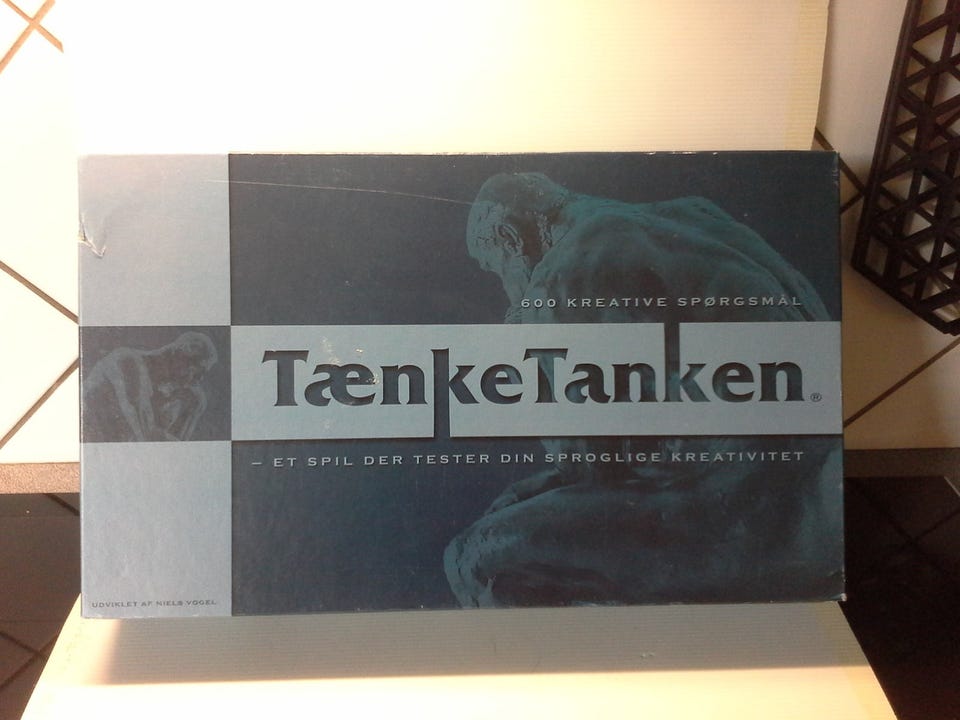 600 KREATIVE SPØRGSMÅL
TænkeTanken®
– ET SPIL DER TESTER DIN SPROGLIGE KREATIVITET
UDVIKLET AF NIELS VOGEL